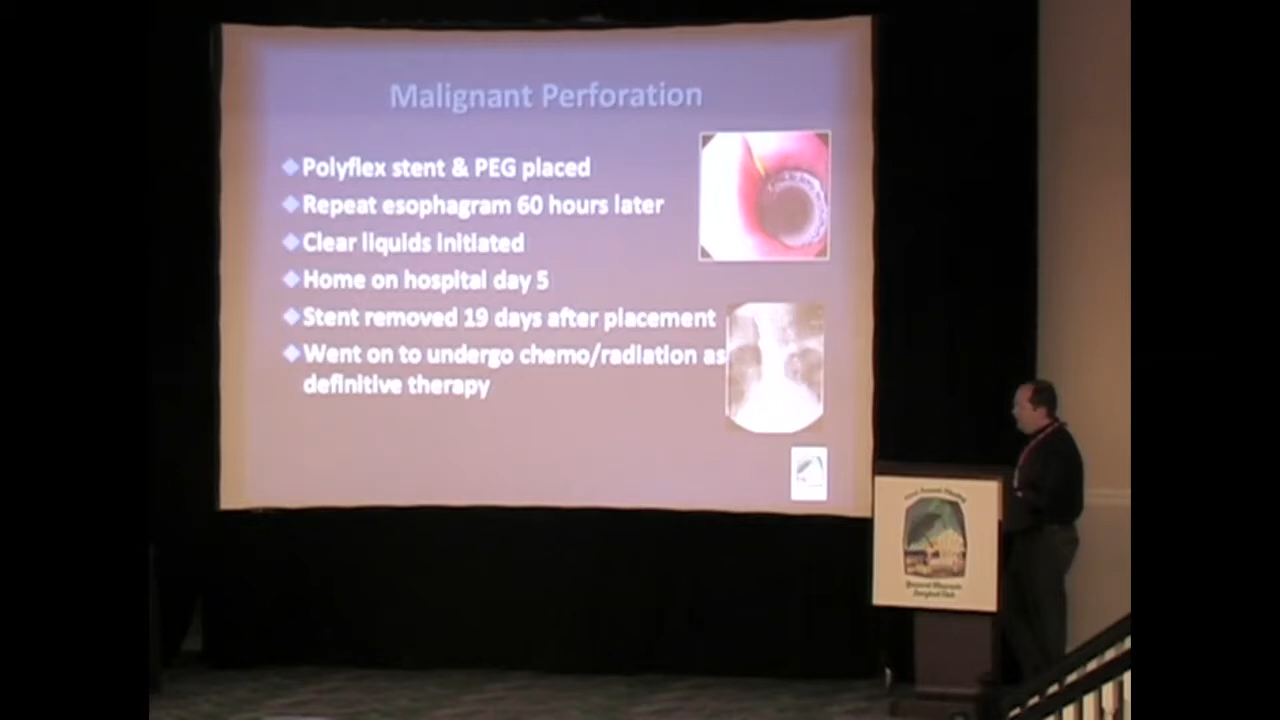 Malignant Perforation
Polyflex stent & PEG placed
Repeat esophagram 60 hours later
Clear liquids initiated
Home on hospital day 5
Stent removed 19 days after placement
Went on to undergo chemo/radiation as
definitive therapy